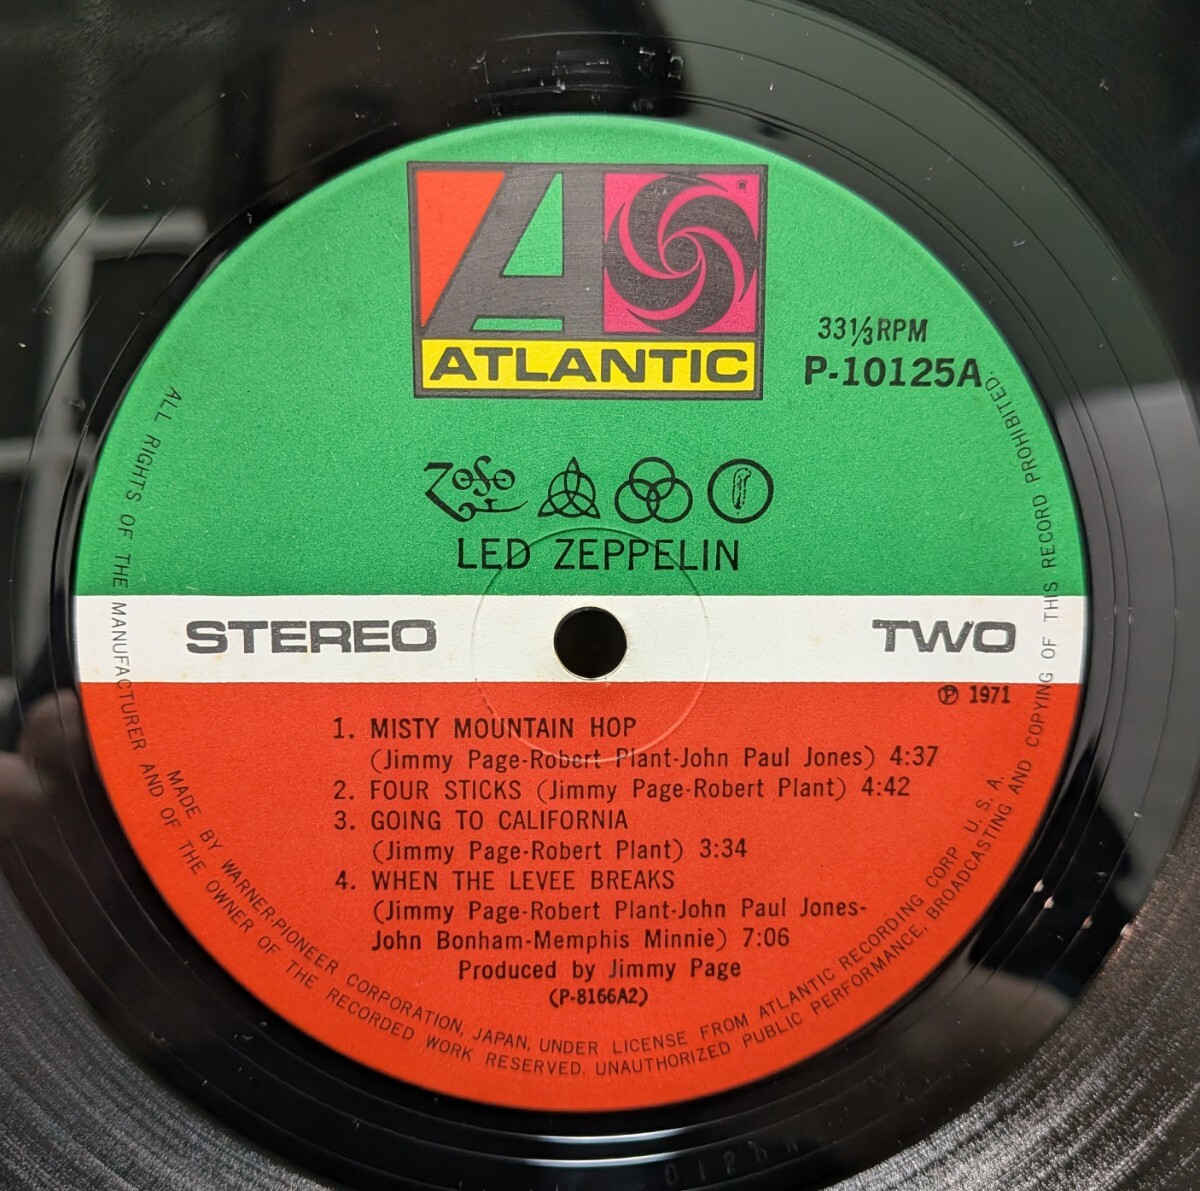 ATLANTIC
®
33⅓RPM
P-10125A
LED ZEPPELIN
STEREO
TWO
Ⓟ 1971
1. MISTY MOUNTAIN HOP
(Jimmy Page-Robert Plant-John Paul Jones) 4:37
2. FOUR STICKS (Jimmy Page-Robert Plant) 4:42
3. GOING TO CALIFORNIA
(Jimmy Page-Robert Plant) 3:34
4. WHEN THE LEVEE BREAKS
(Jimmy Page-Robert Plant-John Paul Jones-
John Bonham-Memphis Minnie) 7:06
Produced by Jimmy Page
(P-8166A2)
MADE BY WARNER-PIONEER CORPORATION, JAPAN, UNDER LICENSE FROM ATLANTIC RECORDING CORP. U. S. A.
ALL RIGHTS OF THE MANUFACTURER AND OF THE OWNER OF THE RECORDED WORK RESERVED. UNAUTHORIZED PUBLIC PERFORMANCE, BROADCASTING AND COPYING OF THIS RECORD PROHIBITED.